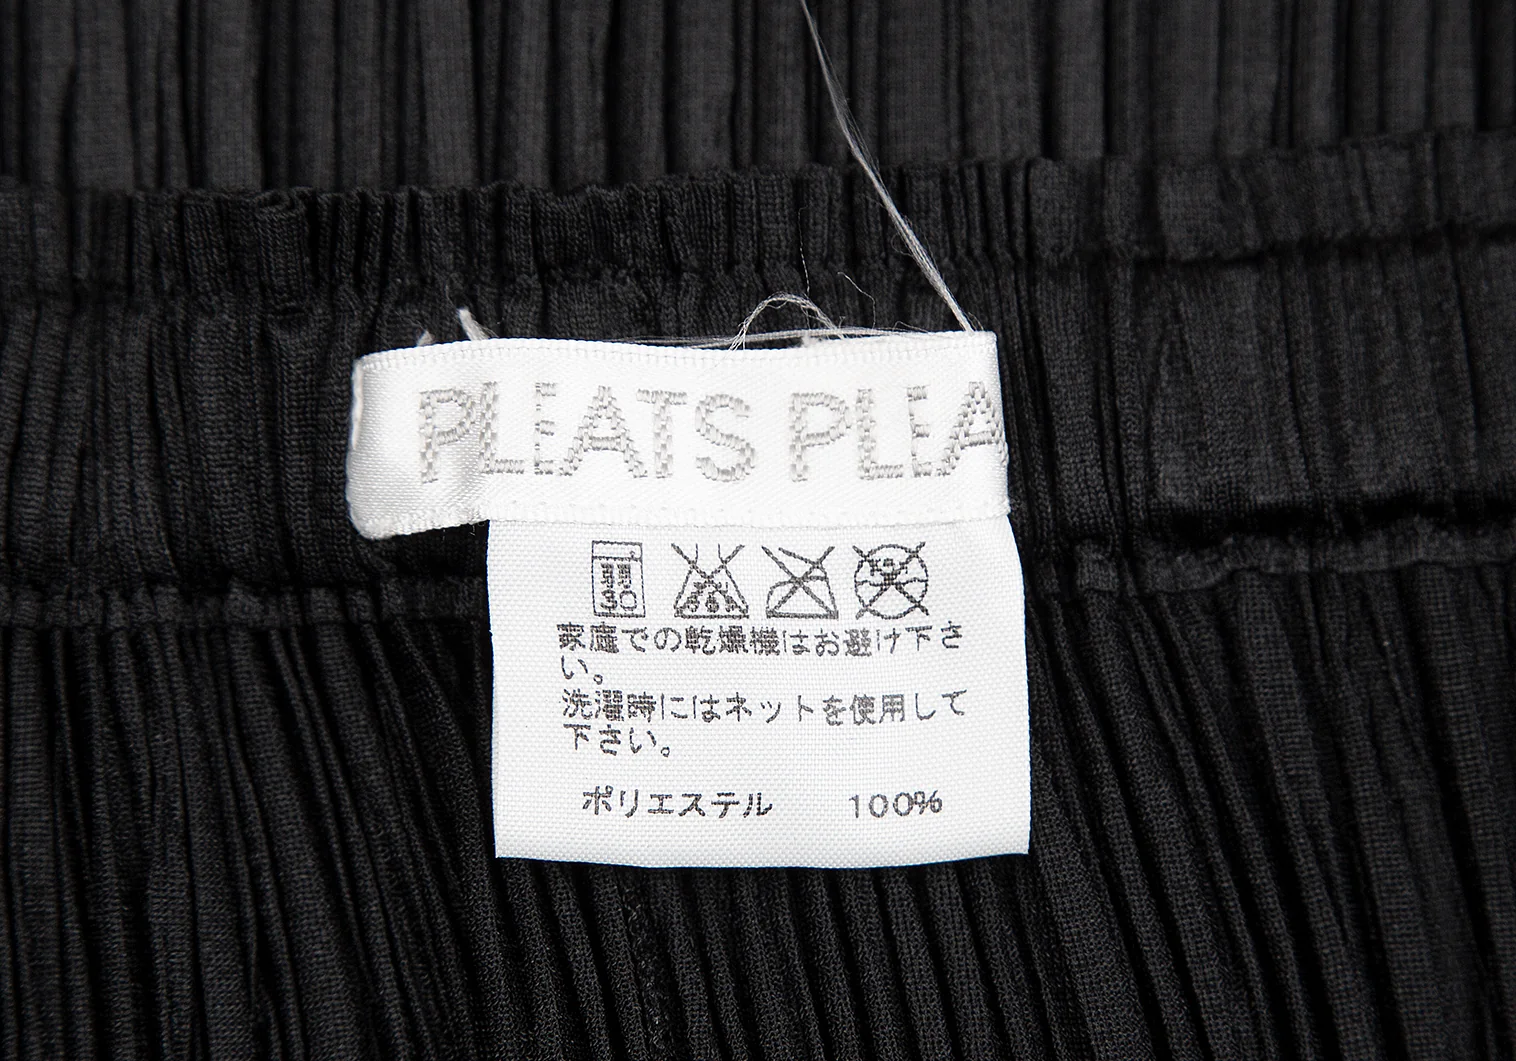 PLEATS PLEA
弱
30
家庭での乾燥機はお避け下さ
い。
洗濯時にはネットを使用して
下さい。
ポリエステル 100%